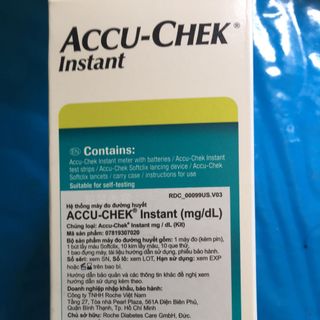 ACCU-CHEK®
Instant
Contains:
Accu-Chek Instant meter with batteries / Accu-Chek Instant
test strips / Accu-Chek Softclix lancing device / Accu-Chek
Softclix lancets / carry case / instructions for use
Suitable for self-testing
RDC_00099US.V03
Hệ thống máy đo đường huyết
ACCU-CHEK® Instant (mg/dL)
Chủng loại: Accu-Chek® Instant mg / dL (Kit)
Mã sản phẩm: 07819307020
Bộ sản phẩm máy đo đường huyết gồm: 1 máy đo (kèm pin),
1 bút lấy máu Softclix, 10 kim lấy máu, 10 que thử,
1 bao đựng máy, tài liệu hướng dẫn sử dụng, phiếu bảo hành.
Số sê-ri: xem SN, Số lô: xem LOT, Hạn sử dụng: xem EXP
hoặc trên bao bì.
Hướng dẫn bảo quản và các thông tin khác đề nghị xem
hướng dẫn sử dụng kèm theo.
Doanh nghiệp nhập khẩu, bảo hành:
Công ty TNHH Roche Việt Nam
Tầng 27, Tòa nhà Pearl Plaza, 561A Điện Biên Phủ,
Quận Bình Thạnh, Tp. Hồ Chí Minh.
Chủ sở hữu: Roche Diabetes Care GmbH, Đức.